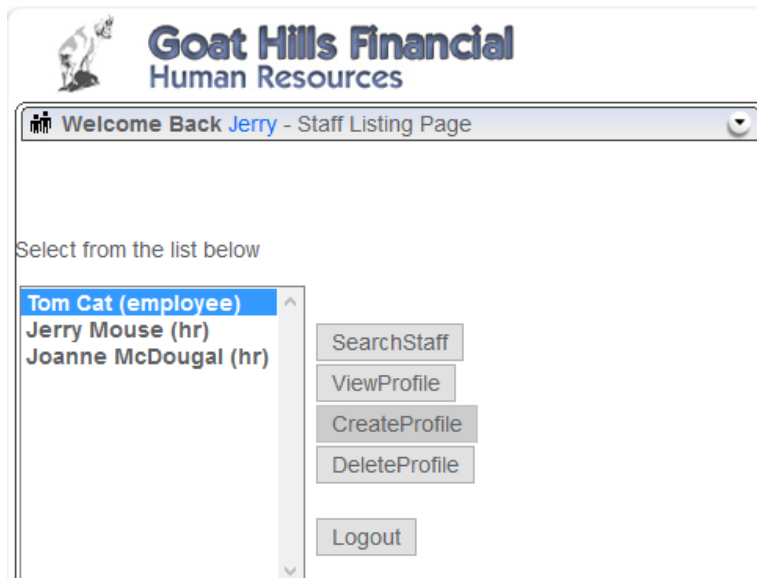 Goat Hills Financial
Human Resources
Welcome Back Jerry - Staff Listing Page
Select from the list below
Tom Cat (employee)
Jerry Mouse (hr)
Joanne McDougal (hr)
SearchStaff
ViewProfile
CreateProfile
DeleteProfile
Logout